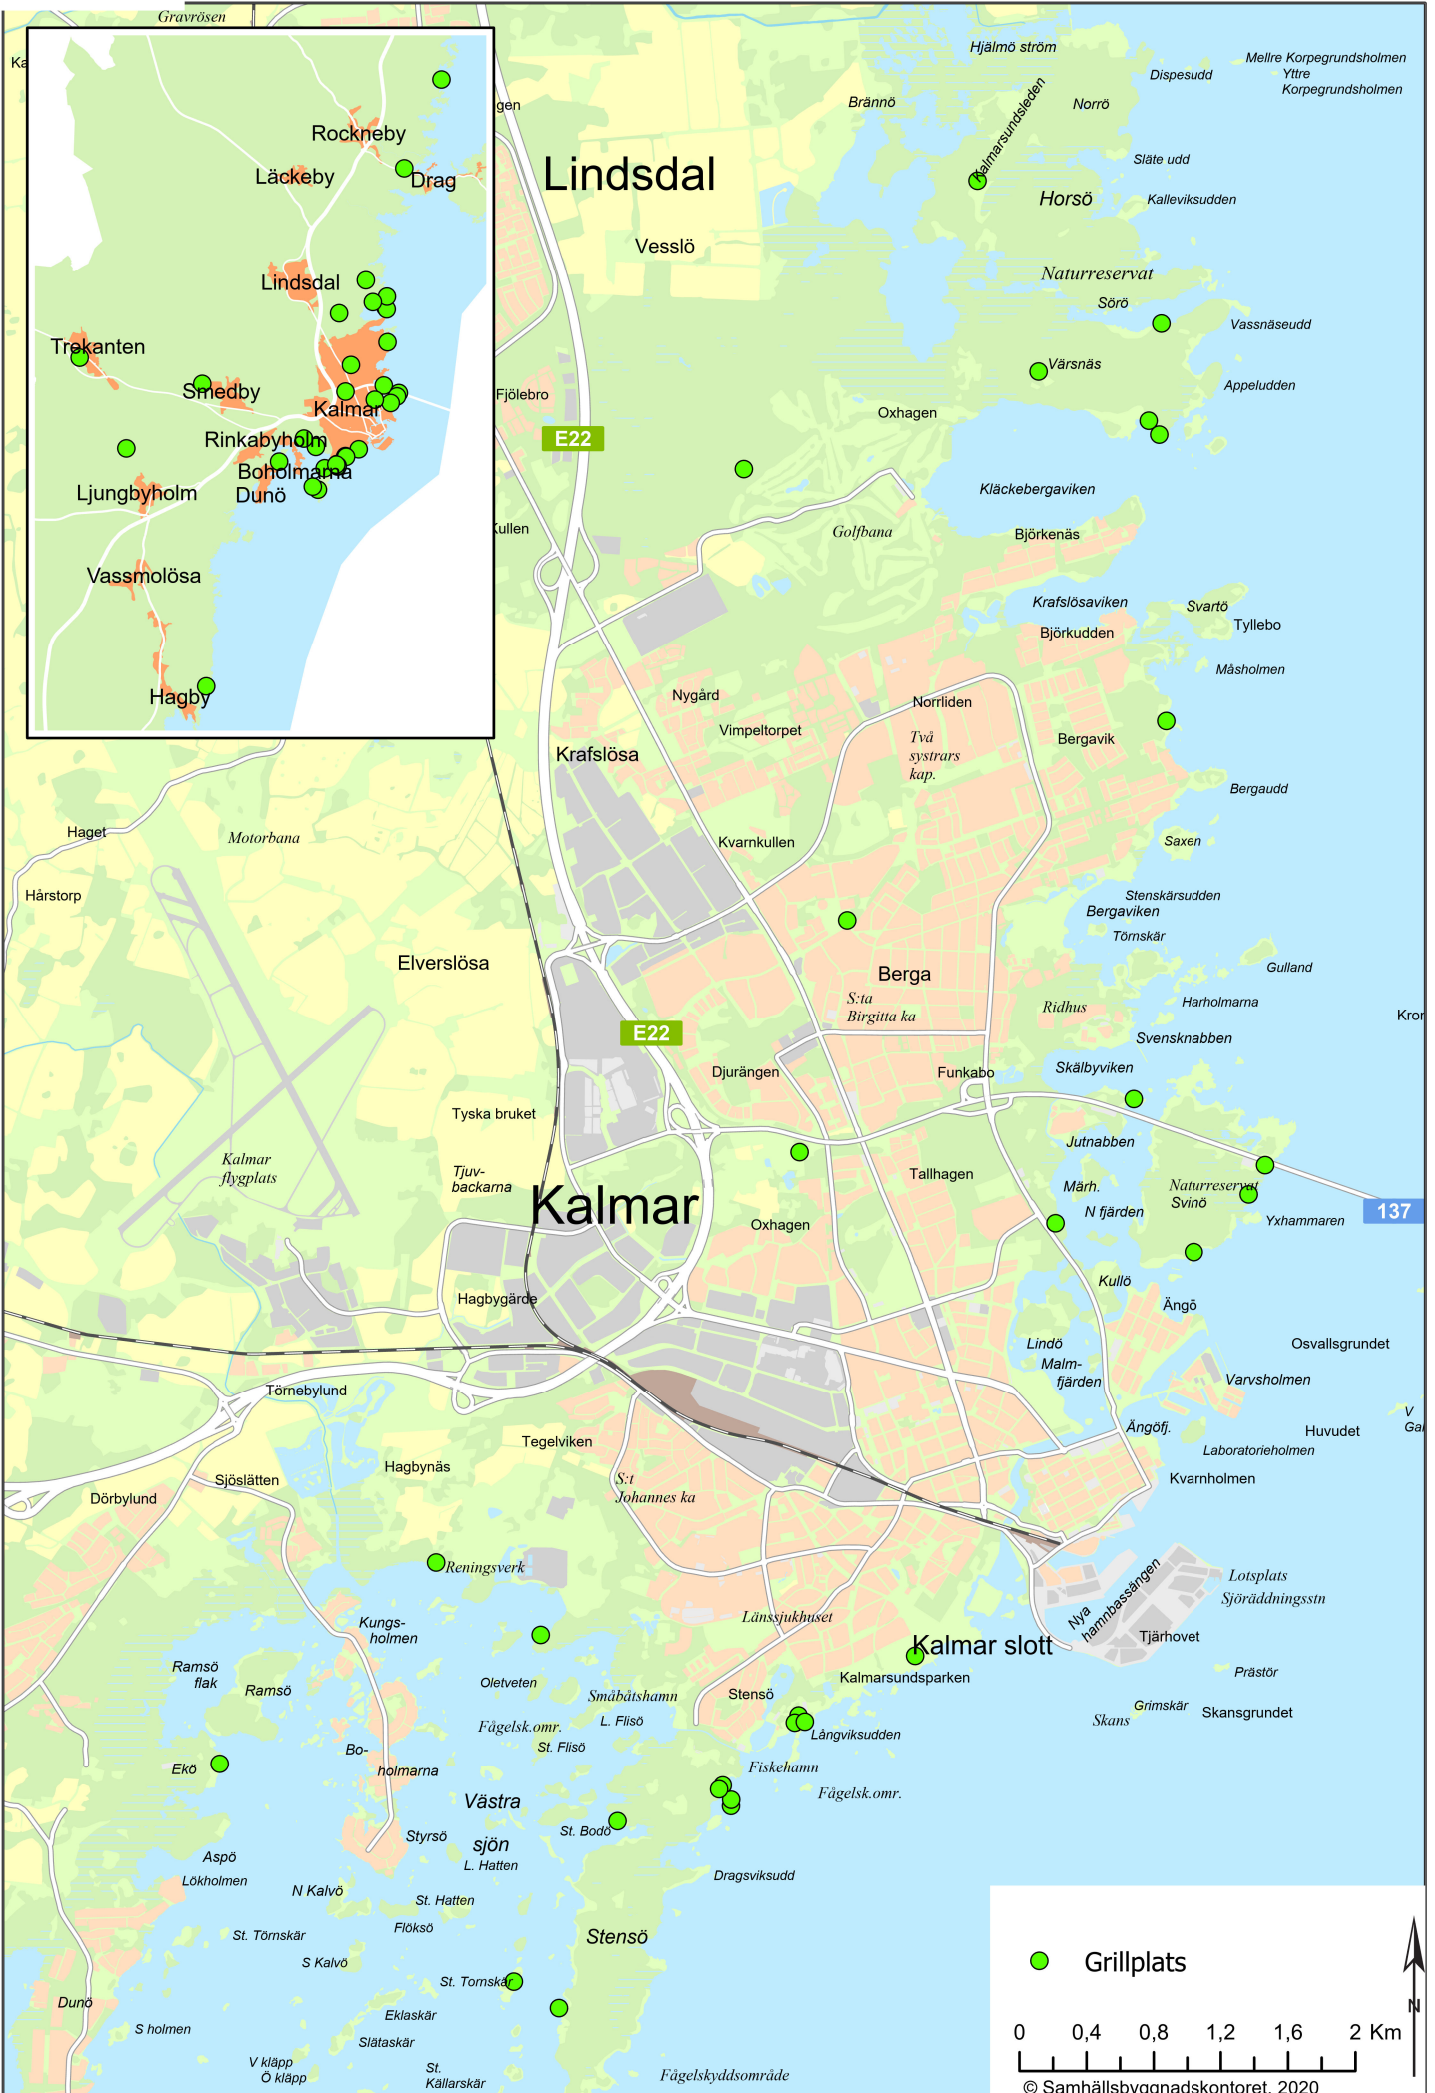 Gravrösen
Ka
Rockneby
Läckeby
Drag
Lindsdal
Trekanten
Smedby
Kalmar
Rinkabyholm
Boholmarna
Dunö
Ljungbyholm
Vassmolösa
Hagby
gen
Lindsdal
Vesslö
Hjälmö ström
Brännö
Kalmarsundsleden
Norrö
Dispesudd
Mellre Korpegrundsholmen
Yttre
Korpegrundsholmen
Släte udd
Horsö
Kalleviksudden
Naturreservat
Sörö
Vassnäseudd
Värsnäs
Appeludden
Fjölebro
Oxhagen
E22
Kläckebergaviken
Golfbana
Kullen
Björkenäs
Krafslösaviken
Svartö
Björkudden
Tyllebo
Måsholmen
Nygård
Norrliden
Vimpeltorpet
Två
systrars
kap.
Bergavik
Krafslösa
Bergaudd
Haget
Motorbana
Kvarnkullen
Saxen
Hårstorp
Stenskärsudden
Bergaviken
Törnskär
Elverslösa
Berga
Gulland
S:ta
Birgitta ka
Ridhus
Harholmarna
Kror
E22
Svensknabben
Djurängen
Funkabo
Skälbyviken
Tyska bruket
Jutnabben
Kalmar
flygplats
Tjuv-
backarna
Tallhagen
Märh.
Naturreservat
Svinö
Kalmar
N fjärden
Yxhammaren
137
Oxhagen
Kullö
Hagbygärde
Ängö
Lindö
Osvallsgrundet
Malm-
fjärden
Varvsholmen
Törnebylund
V
Ga
Ängöfj.
Huvudet
Tegelviken
Laboratorieholmen
Hagbynäs
Sjöslätten
S:t
Johannes ka
Kvarnholmen
Dörbylund
Reningsverk
Nya
hamnbassängen
Lotsplats
Sjöräddningsstn
Länssjukhuset
Kungs-
holmen
Tjärhovet
Kalmar slott
Ramsö
flak
Kalmarsundsparken
Prästör
Oletveten
Ramsö
Småbåtshamn
Stensö
Grimskär
Skansgrundet
Skans
L. Flisö
Fågelsk.omr.
Långviksudden
St. Flisö
Bo-
holmarna
Ekö
Fiskehamn
Fågelsk.omr.
Västra
sjön
St. Bodö
Styrsö
Aspö
L. Hatten
Dragsviksudd
Lökholmen
N Kalvö
St. Hatten
Flöksö
St. Törnskär
Stensö
S Kalvö
St. Tornskär
Grillplats
Dunö
Eklaskär
S holmen
Slätaskär
N
0 0,4 0,8 1,2 1,6 2 Km
V kläpp
Ö kläpp
St.
Källarskär
Fågelskyddsområde
© Samhällsbyggnadskontoret, 2020